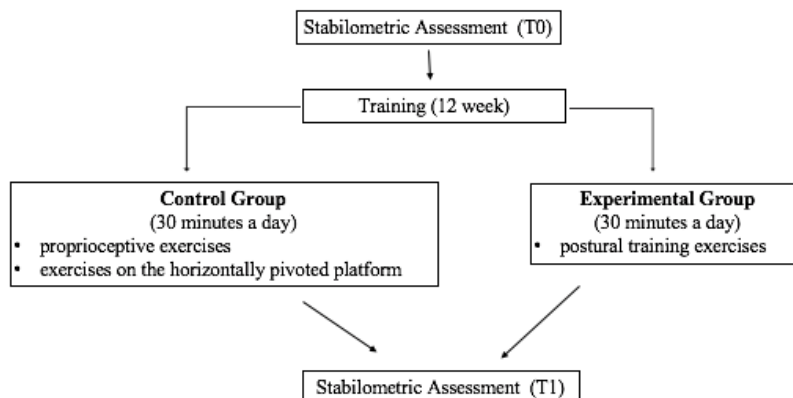 Stabilometric Assessment (T0)
Training (12 week)
Control Group
(30 minutes a day)
• proprioceptive exercises
• exercises on the horizontally pivoted platform
Experimental Group
(30 minutes a day)
• postural training exercises
Stabilometric Assessment (T1)